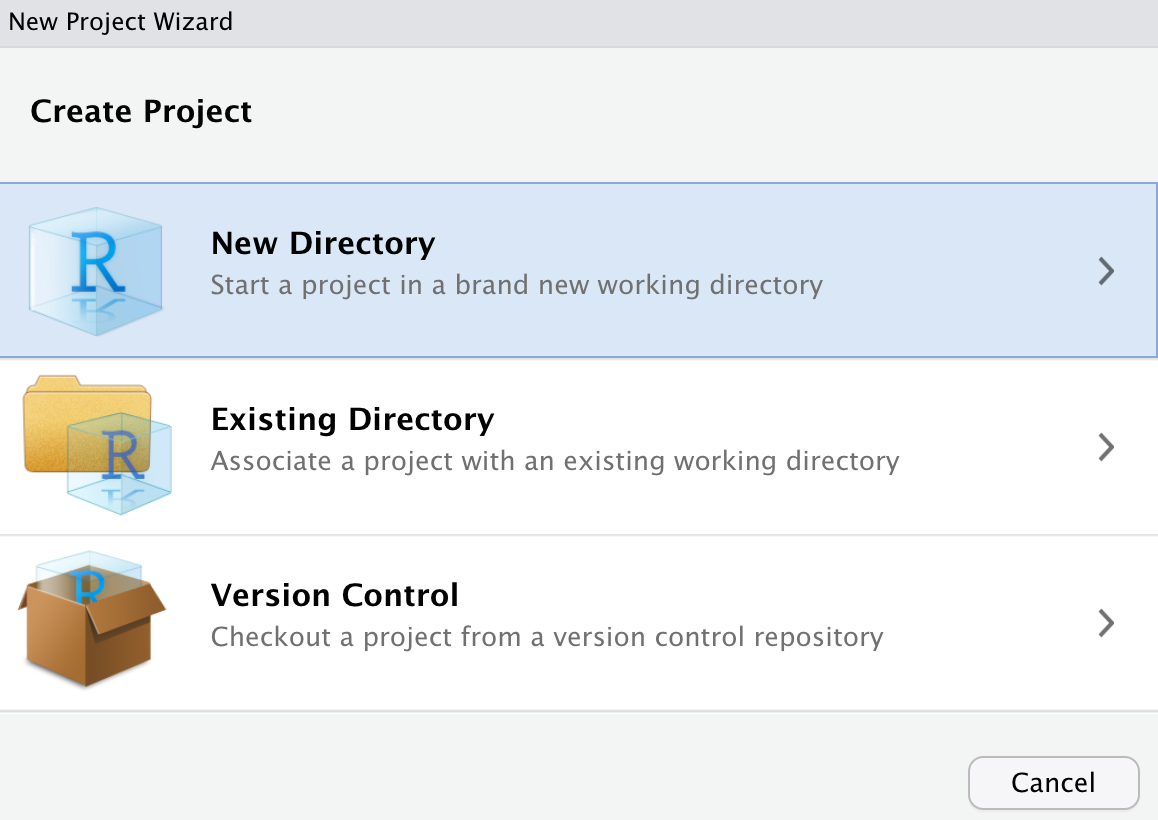 New Project Wizard
Create Project
R
New Directory
Start a project in a brand new working directory
R
Existing Directory
Associate a project with an existing working directory
R
Version Control
Checkout a project from a version control repository
Cancel